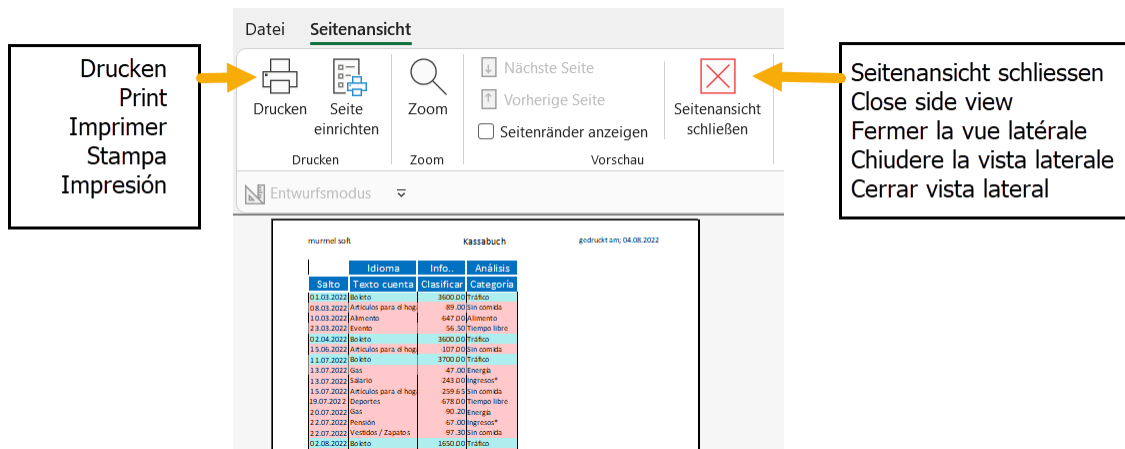 Datei Seitenansicht
Drucken
Print
Imprimer
Stampa
Impresión
Drucken
Seite
einrichten
Zoom
Nächste Seite
Vorherige Seite
Seitenränder anzeigen
Seitenansicht
schließen
Drucken Zoom Vorschau
Seitenansicht schliessen
Close side view
Fermer la vue latérale
Chiudere la vista laterale
Cerrar vista lateral
Entwurfsmodus
murmel soft Kassabuch gedruckt am; 04.08.2022
Idioma Info.. Análisis
Salto Texto cuenta Clasificar Categoría
01.03.2022 Boleto 3600.00 Tráfico
08.03.2022 Artículos para el hoga -89.00 Sin comida
10.03.2022 Alimento -647.00 Alimento
23.03.2022 Evento -56.50 Tiempo libre
02.04.2022 Boleto 3600.00 Tráfico
15.06.2022 Artículos para el hoga -107.00 Sin comida
11.07.2022 Boleto 3700.00 Tráfico
13.07.2022 Gas -47.00 Energía
13.07.2022 Salario -243.00 Ingresos*
15.07.2022 Artículos para el hoga -259.65 Sin comida
19.07.2022 Deportes -678.00 Tiempo libre
20.07.2022 Gas -90.20 Energía
22.07.2022 Pensión -67.00 Ingresos*
22.07.2022 Vestidos / Zapatos -97.30 Sin comida
02.08.2022 Boleto 1650.00 Tráfico